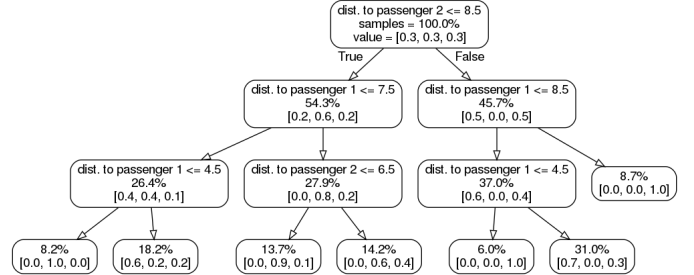 dist. to passenger 2 <= 8.5
samples = 100.0%
value = [0.3, 0.3, 0.3]
True
False
dist. to passenger 1 <= 7.5
54.3%
[0.2, 0.6, 0.2]
dist. to passenger 1 <= 8.5
45.7%
[0.5, 0.0, 0.5]
dist. to passenger 1 <= 4.5
26.4%
[0.4, 0.4, 0.1]
dist. to passenger 2 <= 6.5
27.9%
[0.0, 0.8, 0.2]
dist. to passenger 1 <= 4.5
37.0%
[0.6, 0.0, 0.4]
8.7%
[0.0, 0.0, 1.0]
8.2%
[0.0, 1.0, 0.0]
18.2%
[0.6, 0.2, 0.2]
13.7%
[0.0, 0.9, 0.1]
14.2%
[0.0, 0.6, 0.4]
6.0%
[0.0, 0.0, 1.0]
31.0%
[0.7, 0.0, 0.3]